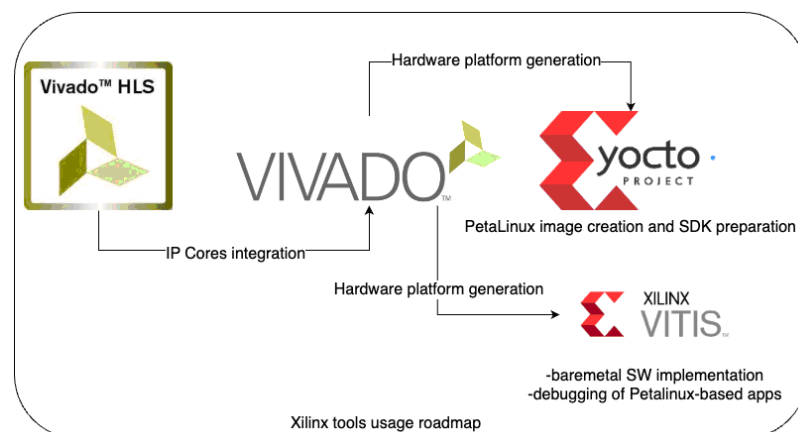 Hardware platform generation
Vivado™ HLS
VIVADO™
yocto
PROJECT
PetaLinux image creation and SDK preparation
IP Cores integration
Hardware platform generation
XILINX
VITIS™
-baremetal SW implementation
-debugging of Petalinux-based apps
Xilinx tools usage roadmap